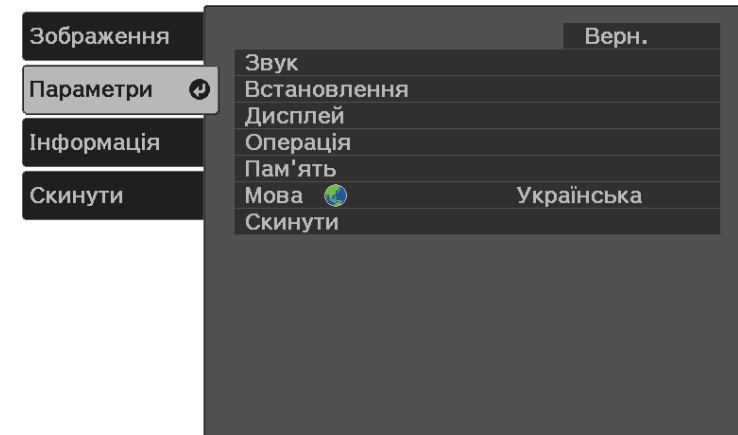 Зображення
Параметри
Інформація
Скинути
Верн.
Звук
Встановлення
Дисплей
Операція
Пам'ять
Мова Українська
Скинути